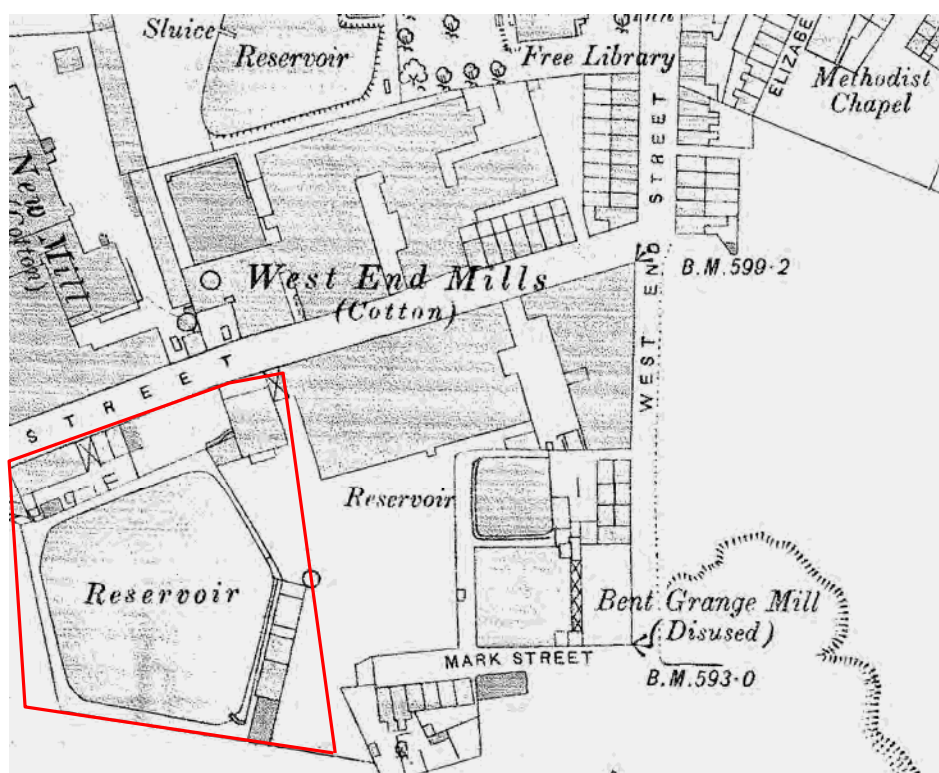 Sluice
Reservoir
Free Library
ELIZABE
Methodist
Chapel
STREET
New Mill
(Cotton)
West End Mills
(Cotton)
B.M.599·2
WEST END
STREET
Reservoir
Reservoir
Bent Grange Mill
(Disused)
MARK STREET
B.M.593·0